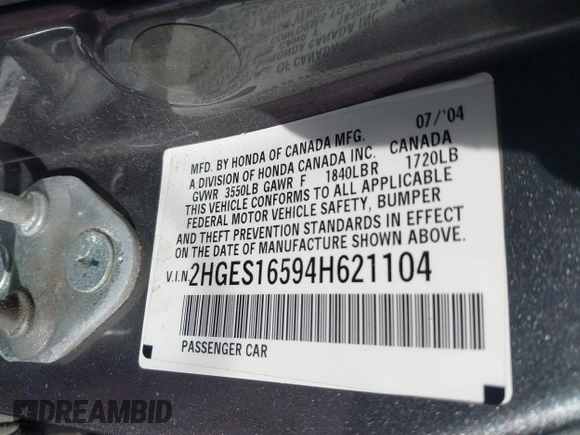 07/'04
MFD. BY HONDA OF CANADA MFG.
A DIVISION OF HONDA CANADA INC. CANADA
GVWR 3550LB GAWR F 1840LBR 1720LB
THIS VEHICLE CONFORMS TO ALL APPLICABLE
FEDERAL MOTOR VEHICLE SAFETY, BUMPER
AND THEFT PREVENTION STANDARDS IN EFFECT
ON THE DATE OF MANUFACTURE SHOWN ABOVE.
V.I.N. 2HGES16594H621104
PASSENGER CAR
DREAMBID